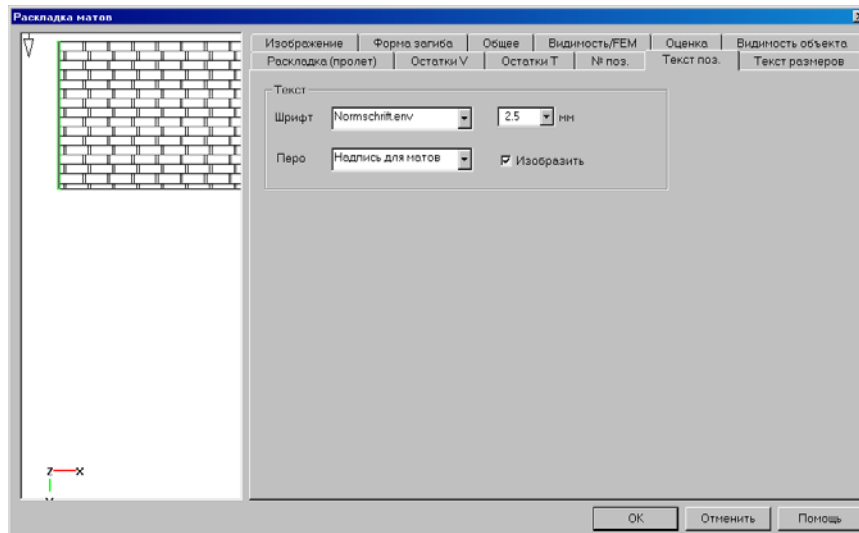 Раскладка матов
Изображение Форма загиба Общее Видимость/FEM Оценка Видимость объекта
Раскладка (пролет) Остатки V Остатки T № поз. Текст поз. Текст размеров
Текст
Шрифт Normschrift.env 2.5 мм
Перо Надпись для матов Изобразить
z x
OK Отменить Помощь